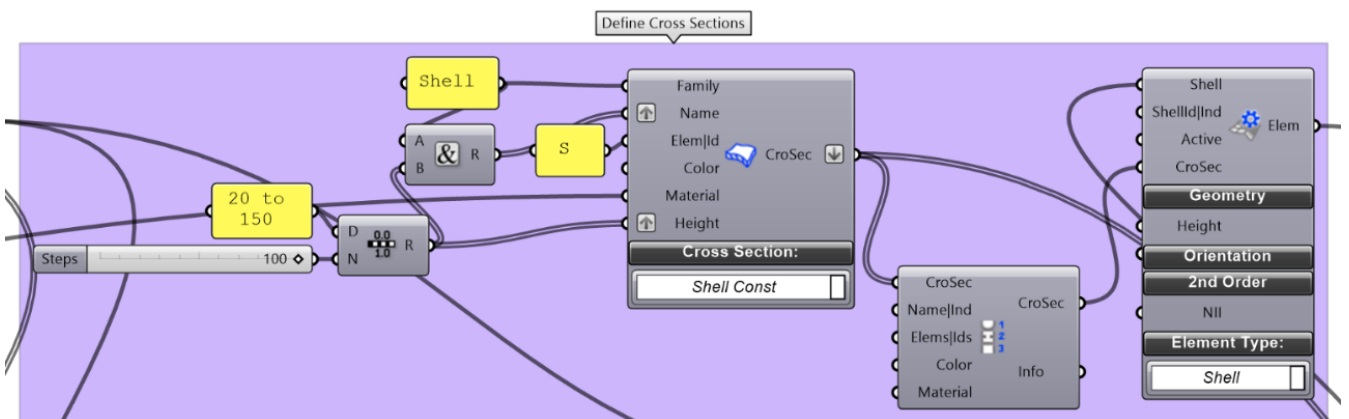 Define Cross Sections
Shell
A
B
&
R
S
20 to
150
Steps
100
D
N
0.0
1.0
R
Family
Name
Elem|Id
Color
Material
Height
CroSec
Cross Section:
Shell Const
CroSec
Name|Ind
Elems|Ids
Color
Material
1
2
3
CroSec
Info
Shell
ShellId|Ind
Active
CroSec
Elem
Geometry
Height
Orientation
2nd Order
NII
Element Type:
Shell